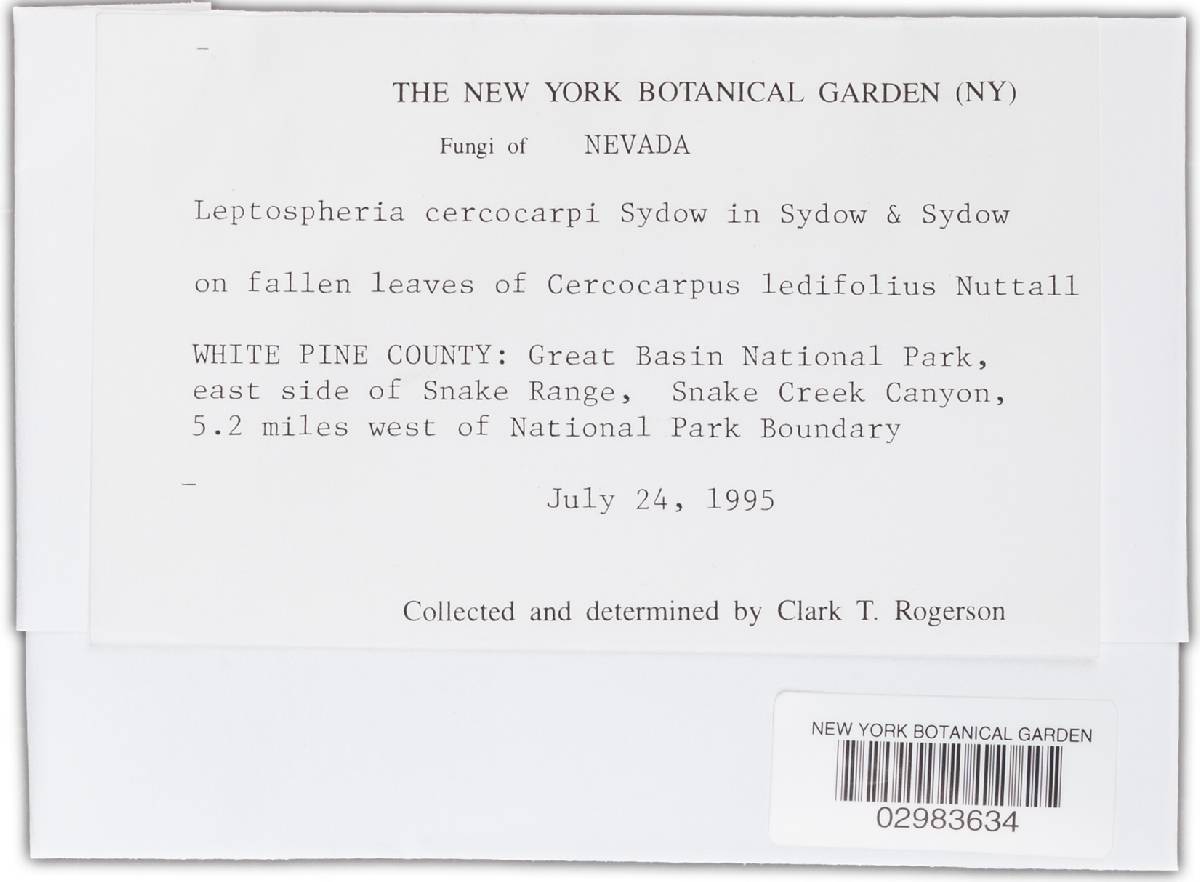 THE NEW YORK BOTANICAL GARDEN (NY)
Fungi of NEVADA
Leptospheria cercocarpi Sydow in Sydow & Sydow
on fallen leaves of Cercocarpus ledifolius Nuttall
WHITE PINE COUNTY: Great Basin National Park,
east side of Snake Range, Snake Creek Canyon,
5.2 miles west of National Park Boundary
July 24, 1995
Collected and determined by Clark T. Rogerson
NEW YORK BOTANICAL GARDEN
02983634